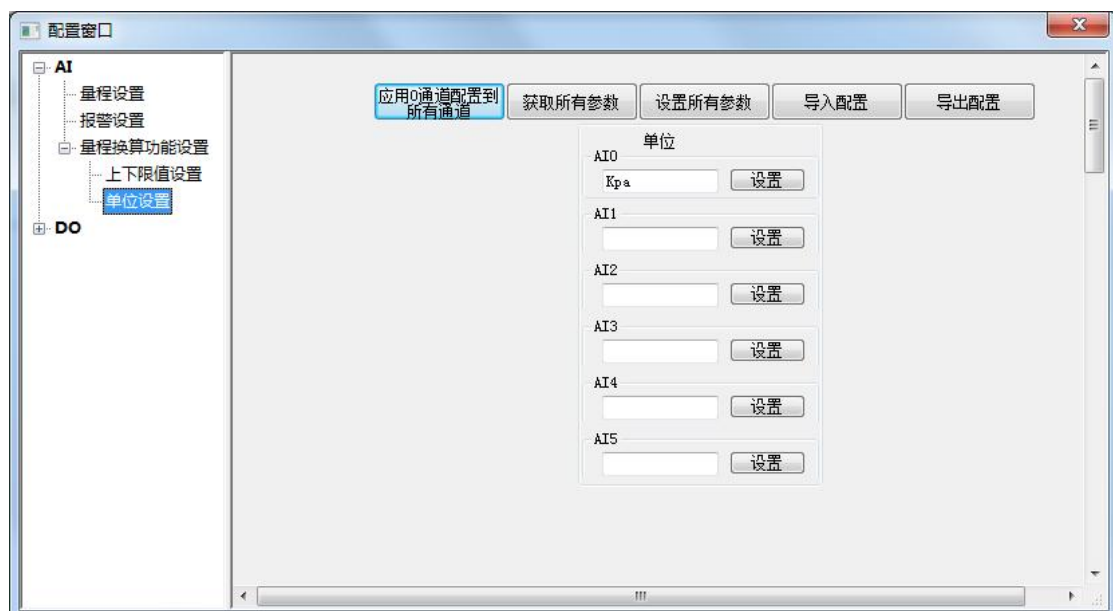 配置窗口
AI
量程设置
报警设置
量程换算功能设置
上下限值设置
单位设置
DO
应用0通道配置到
所有通道
获取所有参数
设置所有参数
导入配置
导出配置
单位
AI0
Kpa
设置
AI1
设置
AI2
设置
AI3
设置
AI4
设置
AI5
设置